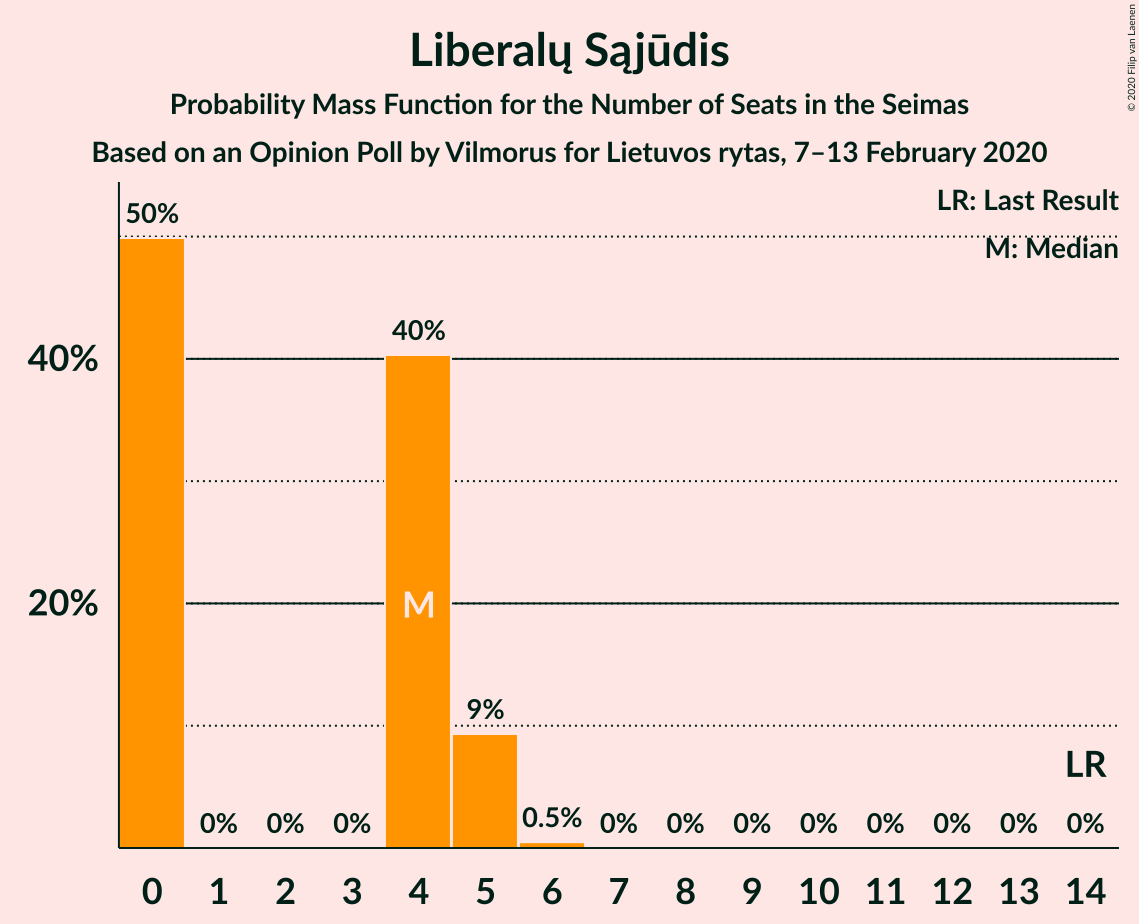 Liberalų Sąjūdis
Probability Mass Function for the Number of Seats in the Seimas
Based on an Opinion Poll by Vilmorus for Lietuvos rytas, 7–13 February 2020
© 2020 Filip van Laenen
LR: Last Result
M: Median
50%
40%
40%
20%
M
9%
LR
0% 0% 0% 0.5% 0% 0% 0% 0% 0% 0% 0% 0%
0 1 2 3 4 5 6 7 8 9 10 11 12 13 14